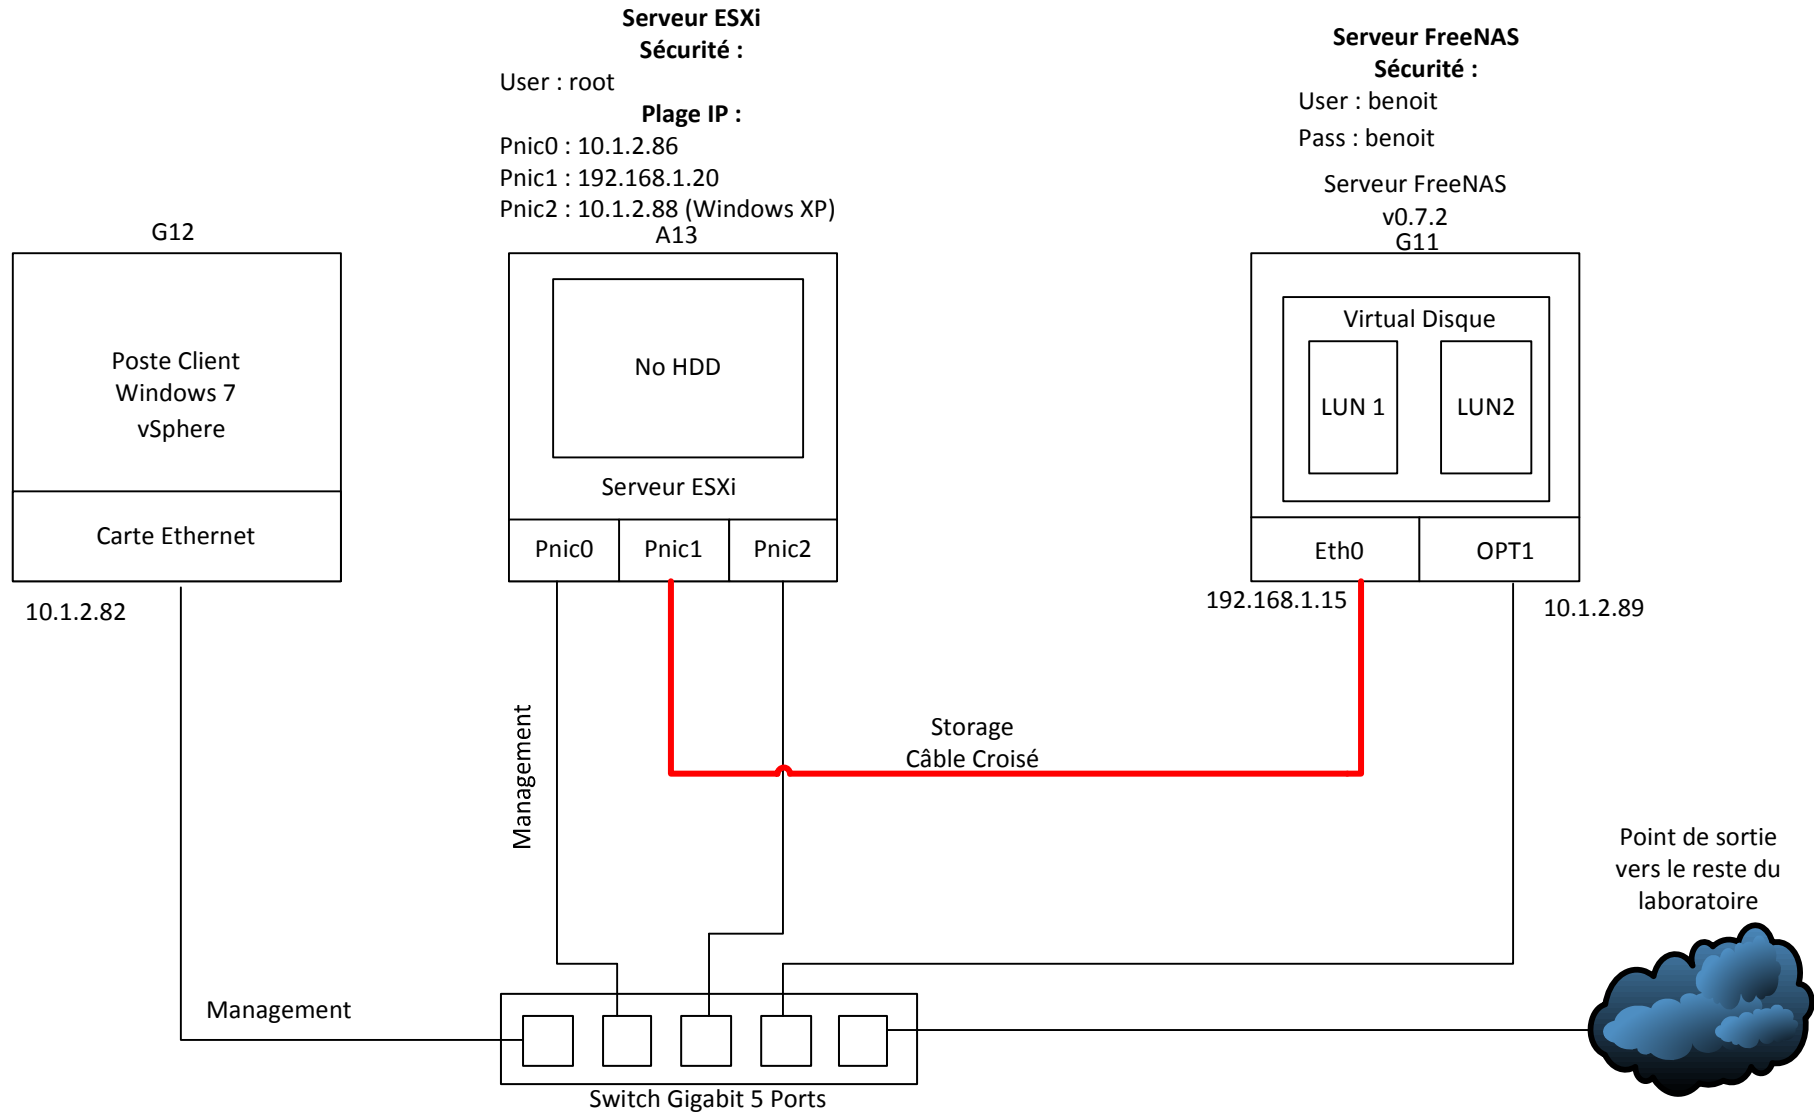 Serveur ESXi
Sécurité :
User : root
Plage IP :
Pnic0 : 10.1.2.86
Pnic1 : 192.168.1.20
Pnic2 : 10.1.2.88 (Windows XP)
A13
Serveur FreeNAS
Sécurité :
User : benoit
Pass : benoit
Serveur FreeNAS
v0.7.2
G11
G12
Poste Client
Windows 7
vSphere
Carte Ethernet
10.1.2.82
No HDD
Serveur ESXi
Pnic0
Pnic1
Pnic2
Virtual Disque
LUN 1
LUN2
Eth0
OPT1
192.168.1.15
10.1.2.89
Management
Storage
Câble Croisé
Point de sortie
vers le reste du
laboratoire
Management
Switch Gigabit 5 Ports